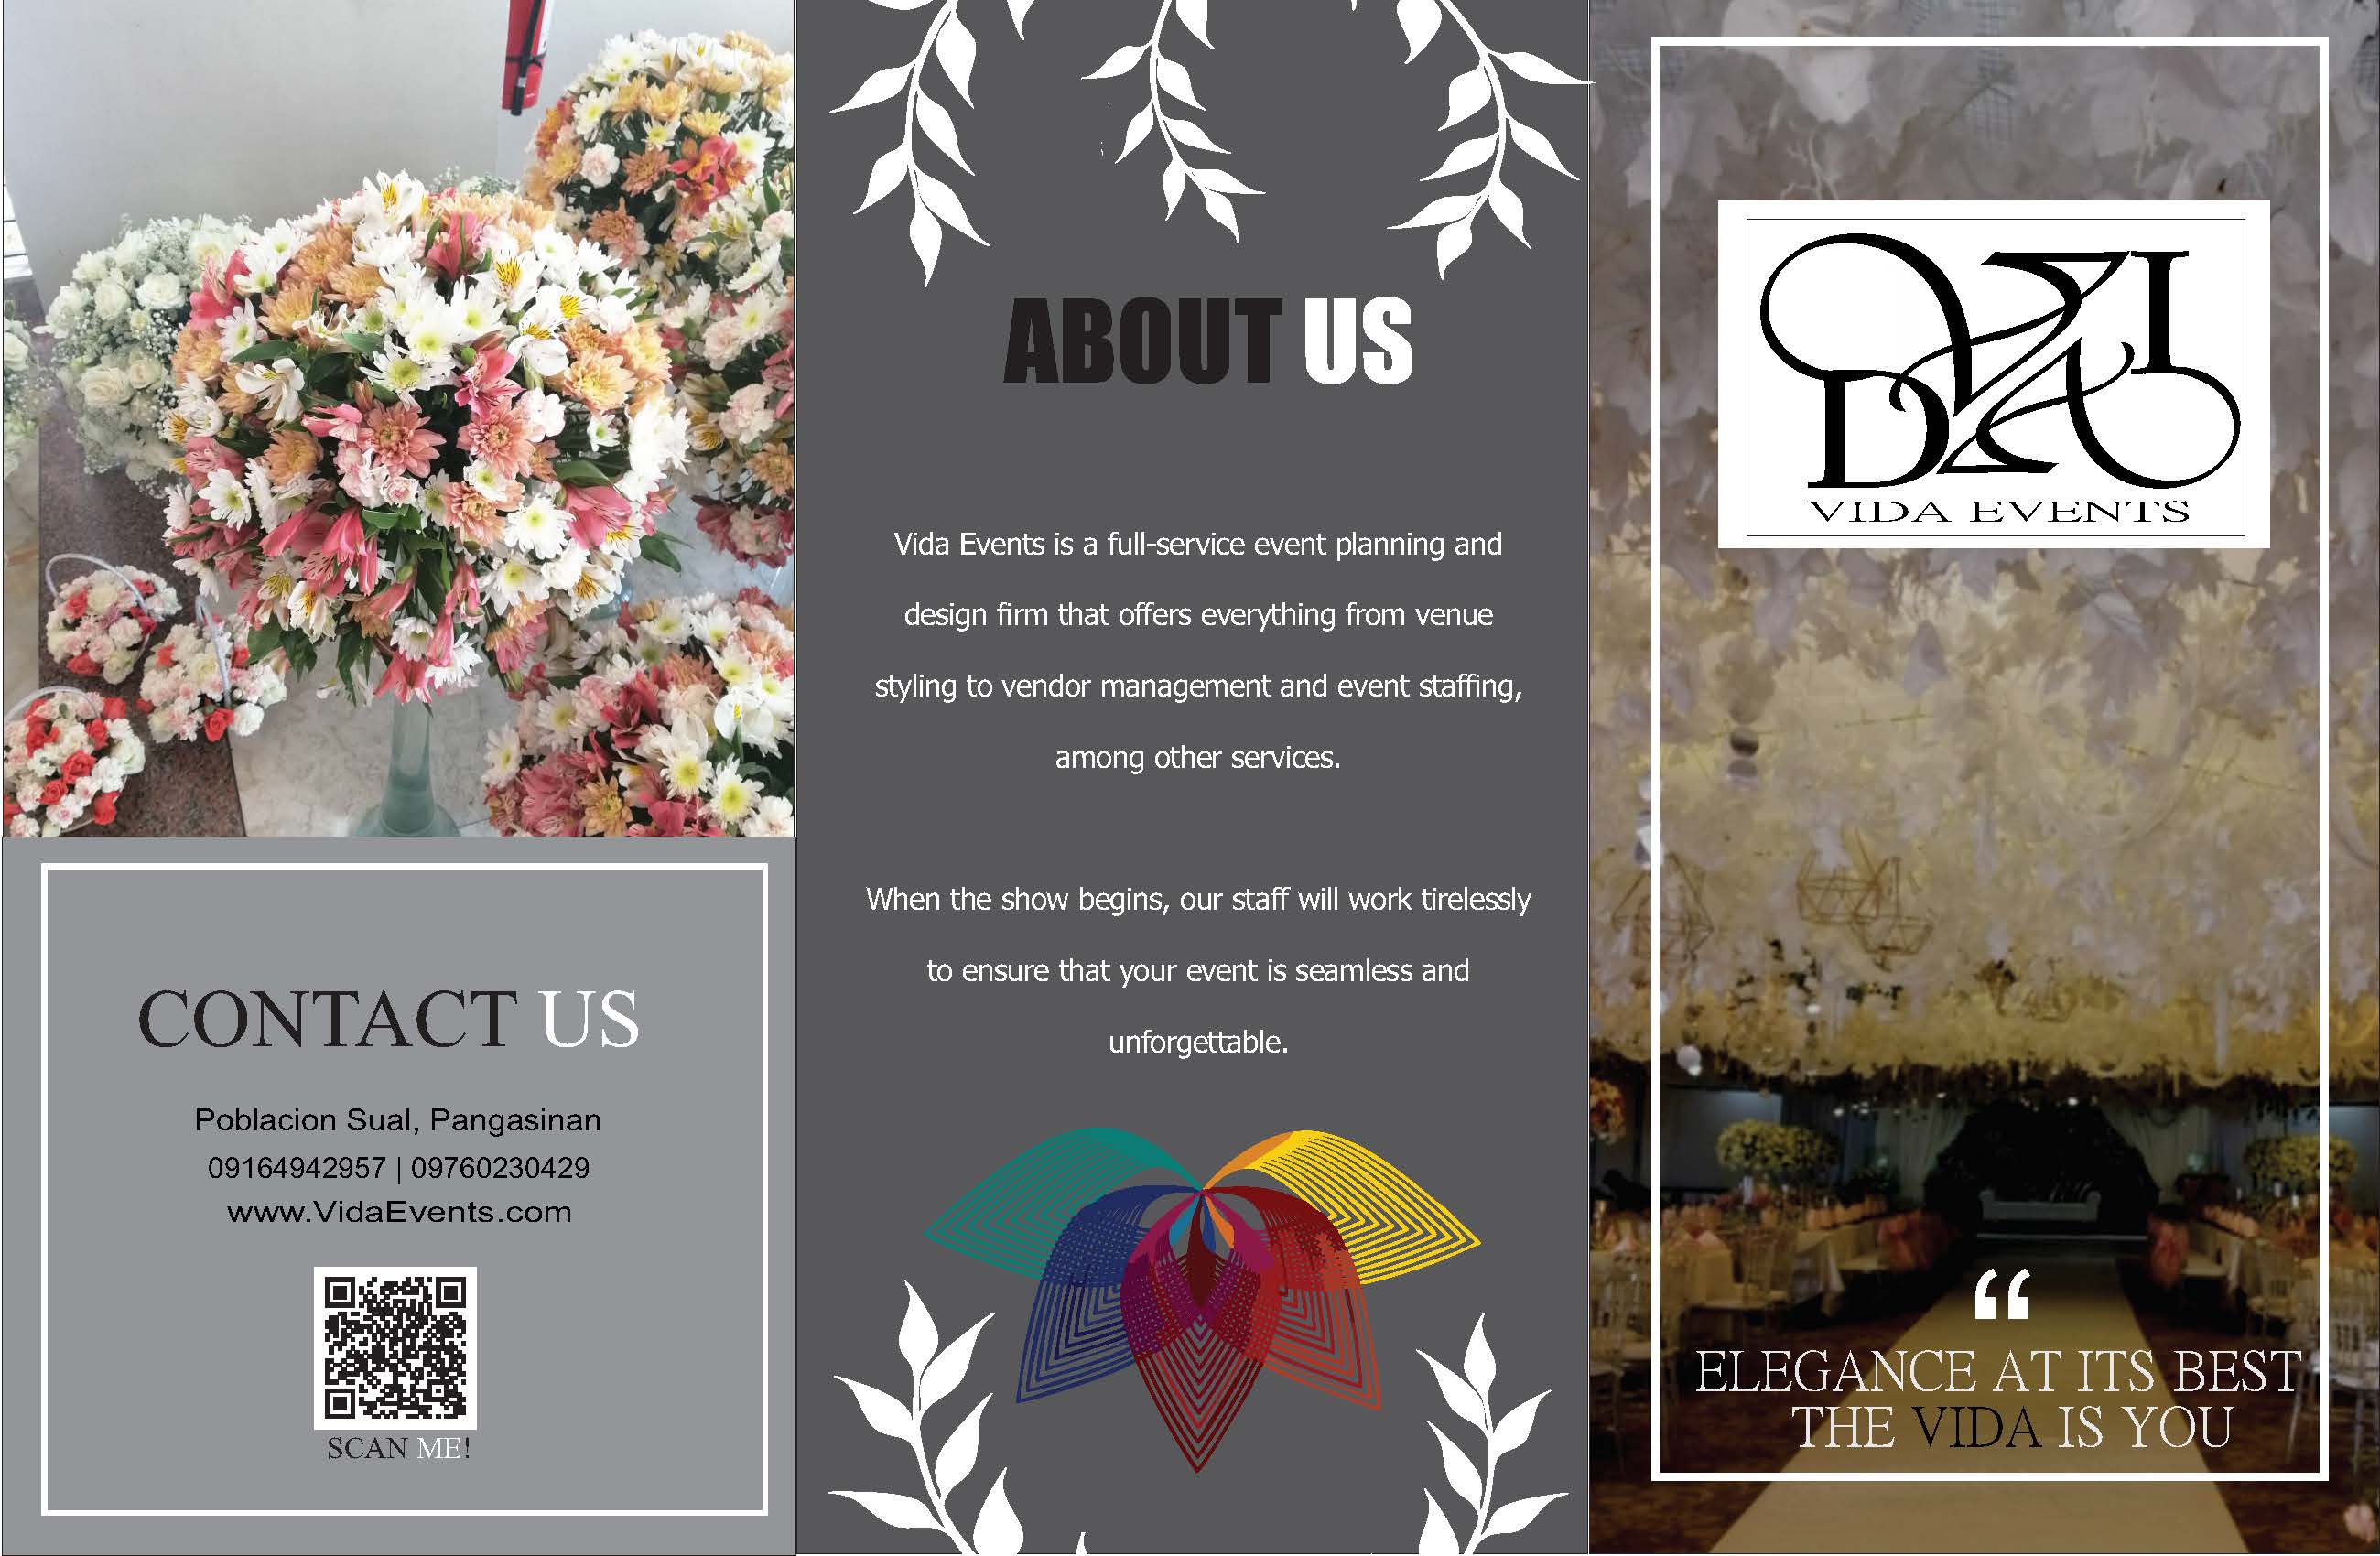 CONTACT US
Poblacion Sual, Pangasinan
09164942957 | 09760230429
www.VidaEvents.com
SCAN ME!
ABOUT US
Vida Events is a full-service event planning and
design firm that offers everything from venue
styling to vendor management and event staffing,
among other services.
When the show begins, our staff will work tirelessly
to ensure that your event is seamless and
unforgettable.
VI
DA
VIDA EVENTS
“
ELEGANCE AT ITS BEST
THE VIDA IS YOU